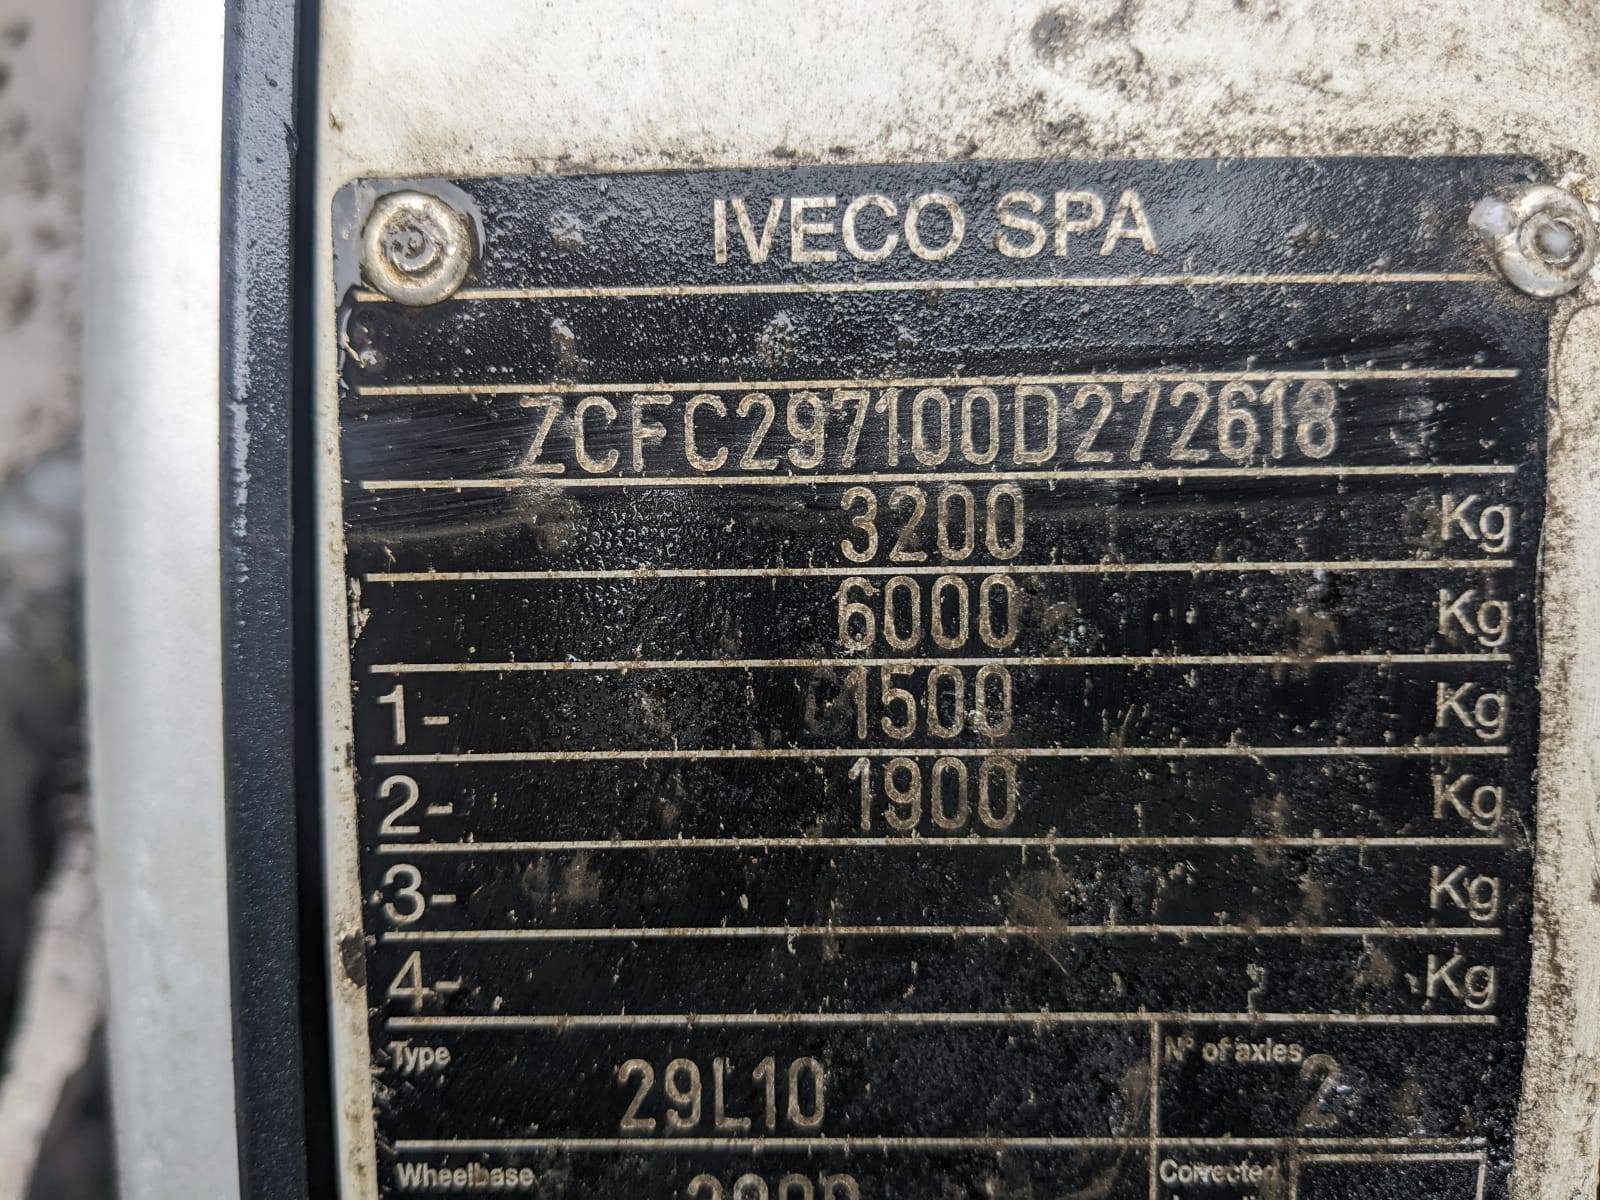 IVECO SPA
ZCFC297100D272618
3200 Kg
6000 Kg
1- 1500 Kg
2- 1900 Kg
3- Kg
4- Kg
Type 29L10 N° of axles 2
Wheelbase Corrected